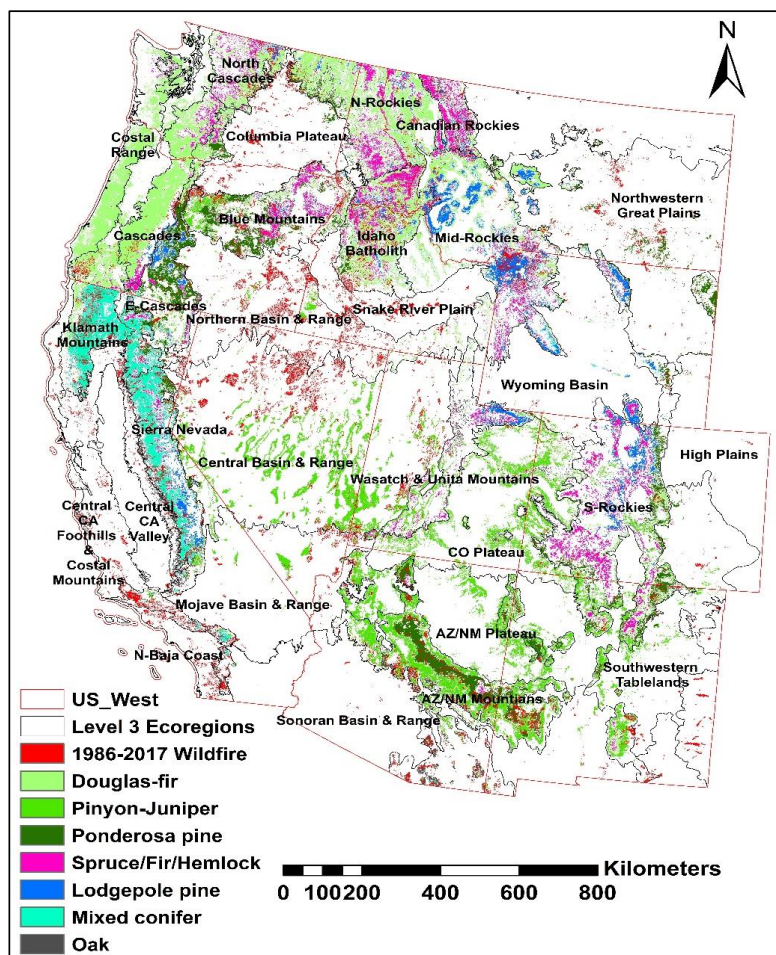 N
North
Cascades
N-Rockies
Canadian Rockies
Costal
Range
Columbia Plateau
Northwestern
Great Plains
Blue Mountains
Cascades
Idaho
Batholith
Mid-Rockies
E-Cascades
Northern Basin & Range
Snake River Plain
Klamath
Mountains
Wyoming Basin
Sierra Nevada
Central Basin & Range
Wasatch & Unita Mountains
High Plains
S-Rockies
Central
CA
Foothills
&
Costal
Mountains
Central
CA
Valley
CO Plateau
Mojave Basin & Range
AZ/NM Plateau
N-Baja Coast
Southwestern
Tablelands
AZ/NM Mountians
Sonoran Basin & Range
US_West
Level 3 Ecoregions
1986-2017 Wildfire
Douglas-fir
Pinyon-Juniper
Ponderosa pine
Spruce/Fir/Hemlock
Lodgepole pine
Mixed conifer
Oak
Kilometers
0 100200 400 600 800